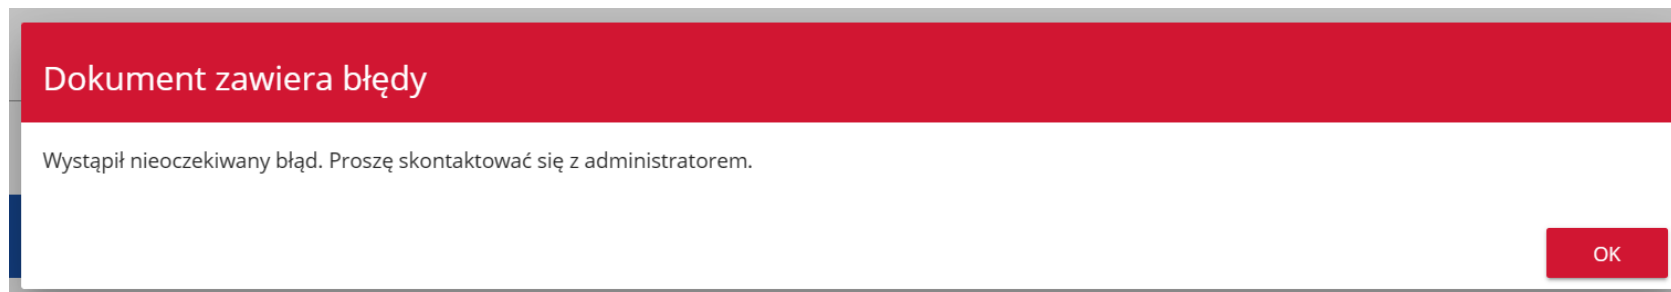 Dokument zawiera błędy
Wystąpił nieoczekiwany błąd. Proszę skontaktować się z administratorem.
OK